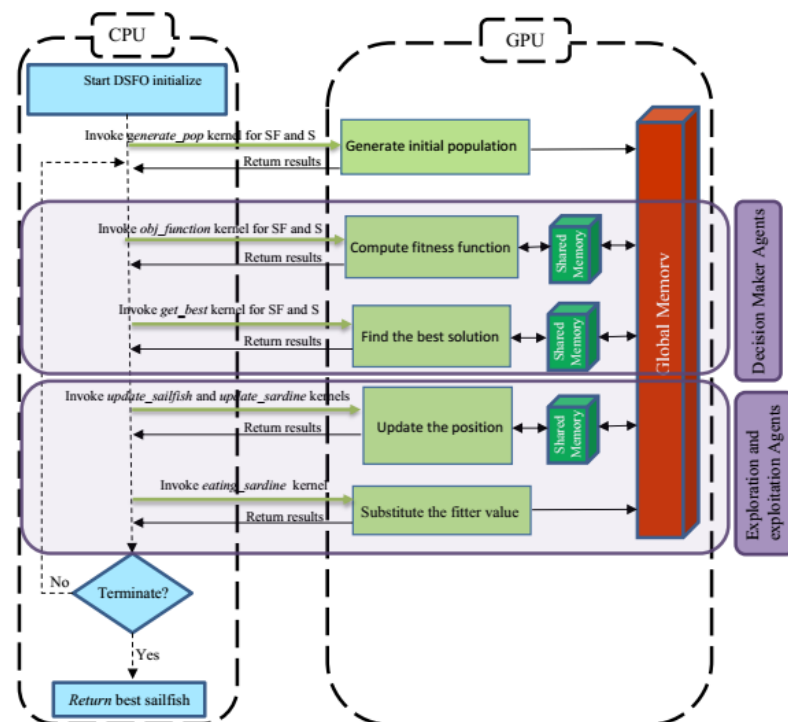 CPU
GPU
Start DSFO initialize
Invoke generate_pop kernel for SF and S
Generate initial population
Return results
Invoke obj_function kernel for SF and S
Compute fitness function
Shared
Memory
Return results
Invoke get_best kernel for SF and S
Find the best solution
Shared
Memory
Return results
Global Memory
Decision Maker Agents
Invoke update_sailfish and update_sardine kernels
Update the position
Shared
Memory
Return results
Invoke eating_sardine kernel
Substitute the fitter value
Return results
Exploration and
exploitation Agents
No
Terminate?
Yes
Return best sailfish